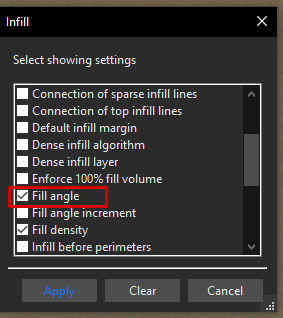 Infill
Select showing settings
Connection of sparse infill lines
Connection of top infill lines
Default infill margin
Dense infill algorithm
Dense infill layer
Enforce 100% fill volume
Fill angle
Fill angle increment
Fill density
Infill before perimeters
Apply Clear Cancel